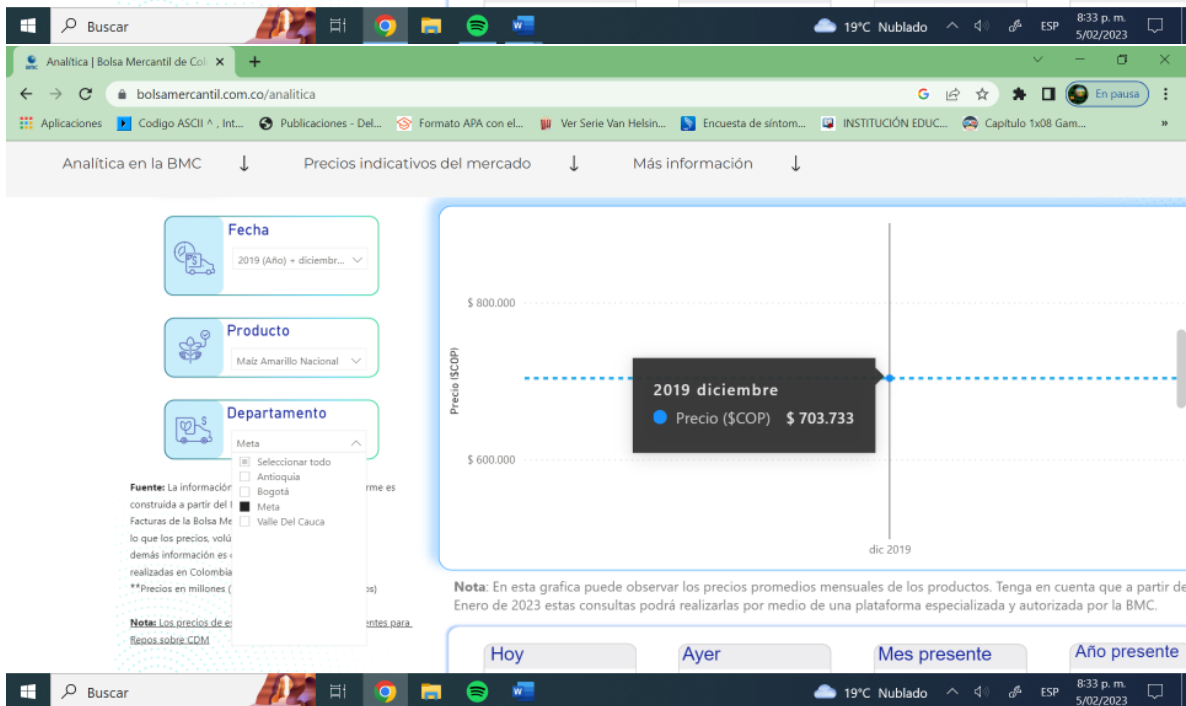 Buscar
19°C Nublado
ESP
8:33 p. m.
5/02/2023
Analítica | Bolsa Mercantil de Col
bolsamercantil.com.co/analitica
En pausa
Aplicaciones
Codigo ASCII ^ , Int...
Publicaciones - Del...
Formato APA con el...
Ver Serie Van Helsin...
Encuesta de síntom...
INSTITUCIÓN EDUC...
Capítulo 1x08 Gam...
»
Analítica en la BMC ↓
Precios indicativos del mercado ↓
Más información ↓
Fecha
2019 (Año) + diciembr...
Producto
Maíz Amarillo Nacional
Departamento
Meta
Seleccionar todo
Antioquia
Bogotá
Meta
Valle Del Cauca
Fuente: La información rme es
construida a partir del
Facturas de la Bolsa Me
lo que los precios, volú
demás información es
realizadas en Colombia
**Precios en millones ( os)
Nota: Los precios de es entes para
Repos sobre CDM
Precio ($COP)
$ 800.000
$ 600.000
2019 diciembre
Precio ($COP) $ 703.733
dic 2019
Nota: En esta grafica puede observar los precios promedios mensuales de los productos. Tenga en cuenta que a partir de
Enero de 2023 estas consultas podrá realizarlas por medio de una plataforma especializada y autorizada por la BMC.
Hoy
Ayer
Mes presente
Año presente
Buscar
19°C Nublado
ESP
8:33 p. m.
5/02/2023